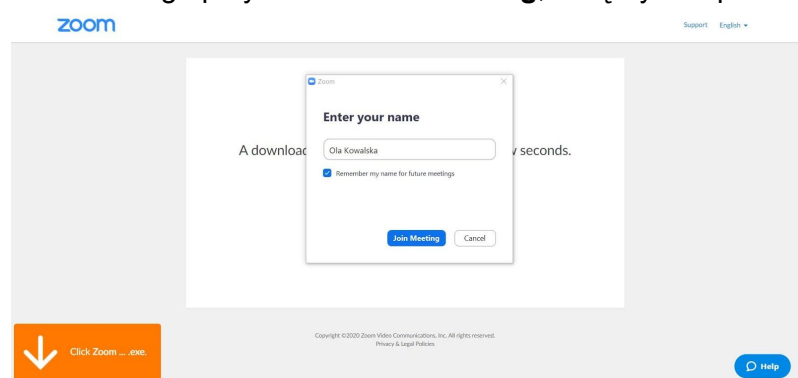 zoom
Support English
Zoom
Enter your name
A download seconds.
Ola Kowalska
Remember my name for future meetings
Join Meeting Cancel
Copyright ©2020 Zoom Video Communications, Inc. All rights reserved.
Privacy & Legal Policies
Click Zoom ... .exe.
Help